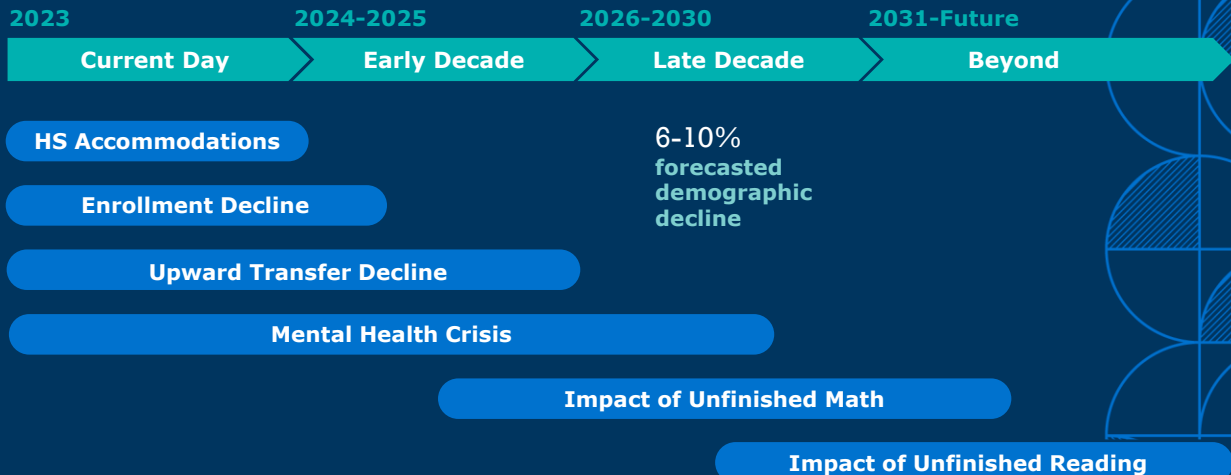 2023 2024-2025 2026-2030 2031-Future
Current Day Early Decade Late Decade Beyond
HS Accommodations
6-10%
forecasted
demographic
decline
Enrollment Decline
Upward Transfer Decline
Mental Health Crisis
Impact of Unfinished Math
Impact of Unfinished Reading